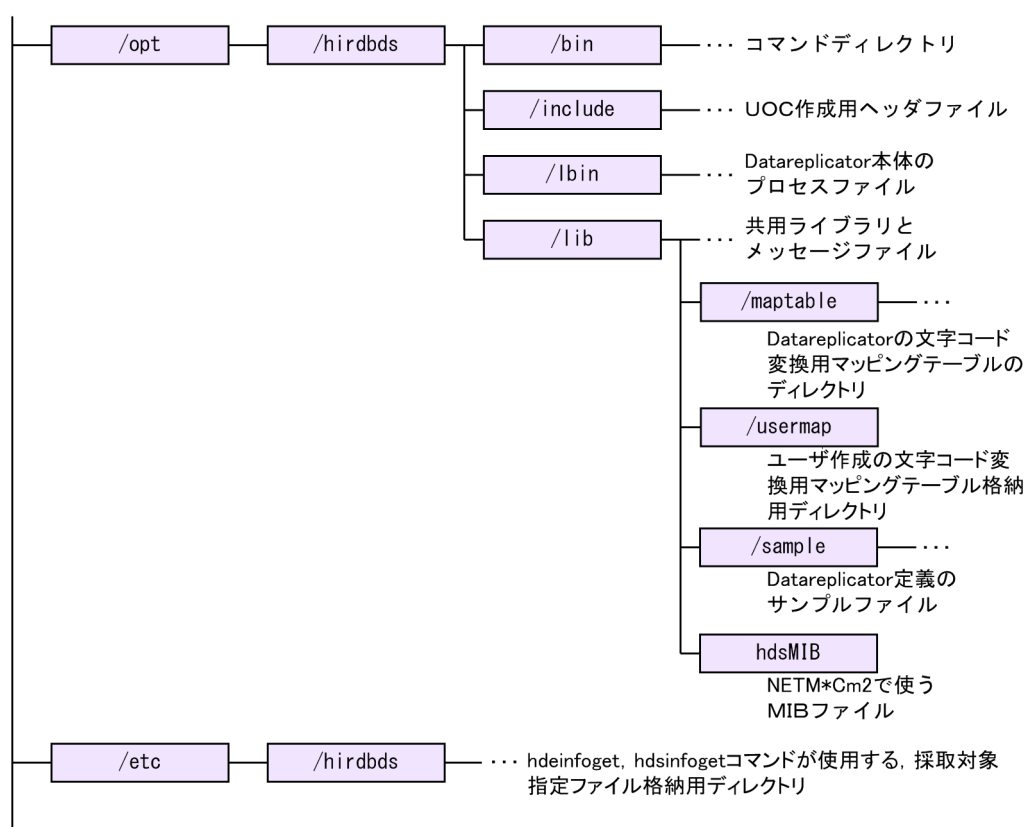 /opt
/hirdbds
/bin
··· コマンドディレクトリ
/include
··· UOC作成用ヘッダファイル
/lbin
··· Datareplicator本体の
プロセスファイル
/lib
··· 共用ライブラリと
メッセージファイル
/maptable
···
Datareplicatorの文字コード
変換用マッピングテーブルの
ディレクトリ
/usermap
ユーザ作成の文字コード変
換用マッピングテーブル格納
用ディレクトリ
/sample
···
Datareplicator定義の
サンプルファイル
hdsMIB
NETM*Cm2で使う
MIBファイル
/etc
/hirdbds
··· hdeinfoget，hdsinfogetコマンドが使用する，採取対象
指定ファイル格納用ディレクトリ